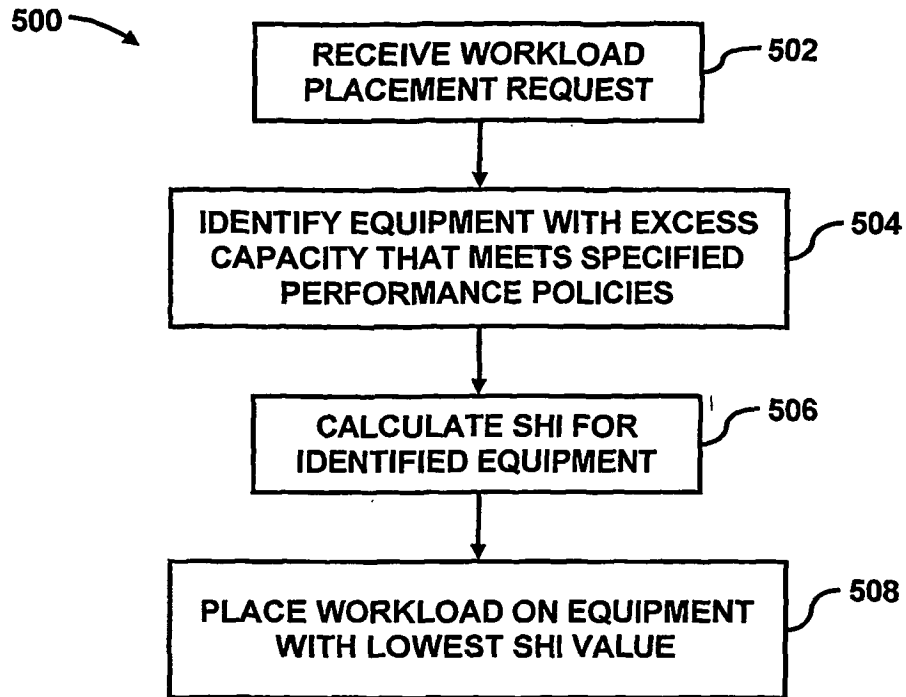 500
RECEIVE WORKLOAD
PLACEMENT REQUEST
502
IDENTIFY EQUIPMENT WITH EXCESS
CAPACITY THAT MEETS SPECIFIED
PERFORMANCE POLICIES
504
CALCULATE SHI FOR
IDENTIFIED EQUIPMENT
506
PLACE WORKLOAD ON EQUIPMENT
WITH LOWEST SHI VALUE
508